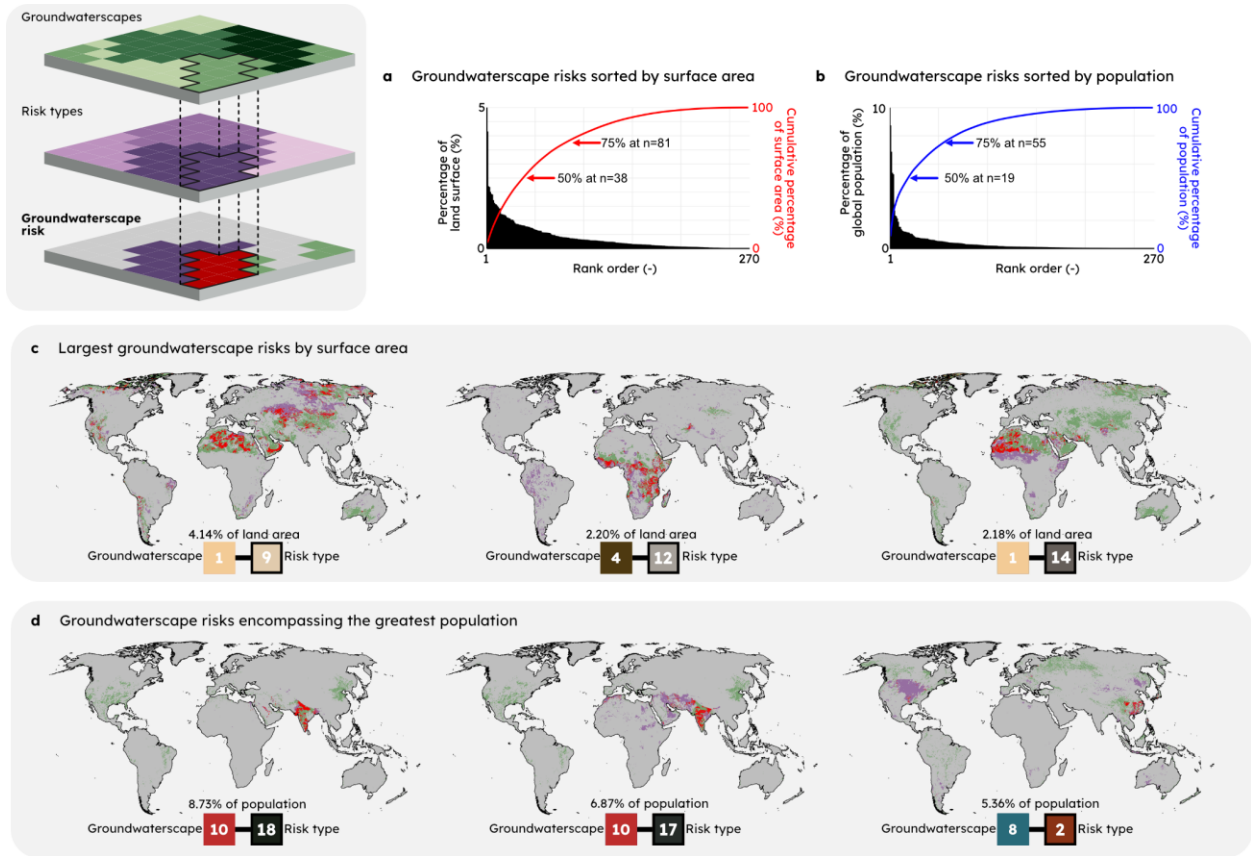 Groundwaterscapes
Risk types
Groundwaterscape
risk
a Groundwaterscape risks sorted by surface area
5
Percentage of
land surface (%)
0
1
270
Rank order (-)
75% at n=81
50% at n=38
100
0
Cumulative percentage
of surface area (%)
b Groundwaterscape risks sorted by population
10
Percentage of
global population (%)
0
1
270
Rank order (-)
75% at n=55
50% at n=19
100
0
Cumulative percentage
of population (%)
c Largest groundwaterscape risks by surface area
4.14% of land area
Groundwaterscape 1 9 Risk type
2.20% of land area
Groundwaterscape 4 12 Risk type
2.18% of land area
Groundwaterscape 1 14 Risk type
d Groundwaterscape risks encompassing the greatest population
8.73% of population
Groundwaterscape 10 18 Risk type
6.87% of population
Groundwaterscape 10 17 Risk type
5.36% of population
Groundwaterscape 8 2 Risk type